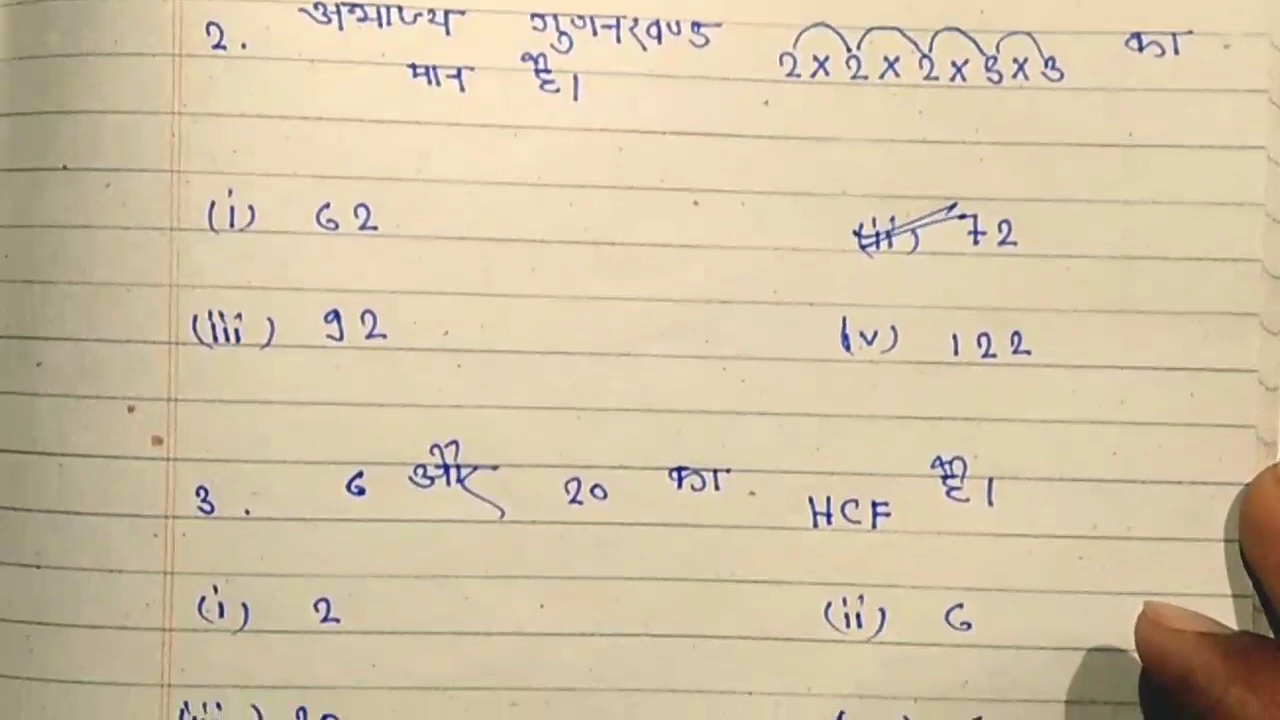 2. अभाज्य गुणनखण्ड 2×2×2×3×3 का
मान है।
(i) 62 (ii) 72
(iii) 92 (v) 122
3. 6 और 20 का HCF है।
(i) 2 (ii) 6
(iii)